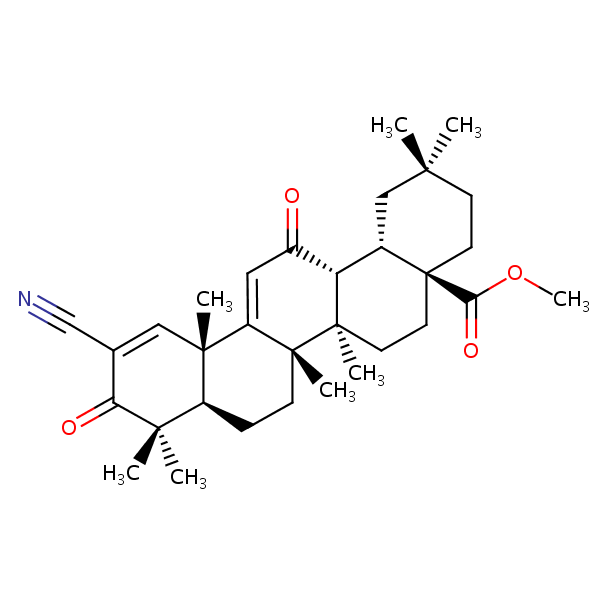 H₃C CH₃
O
O CH₃
N CH₃
O
CH₃ CH₃
O
H₃C CH₃